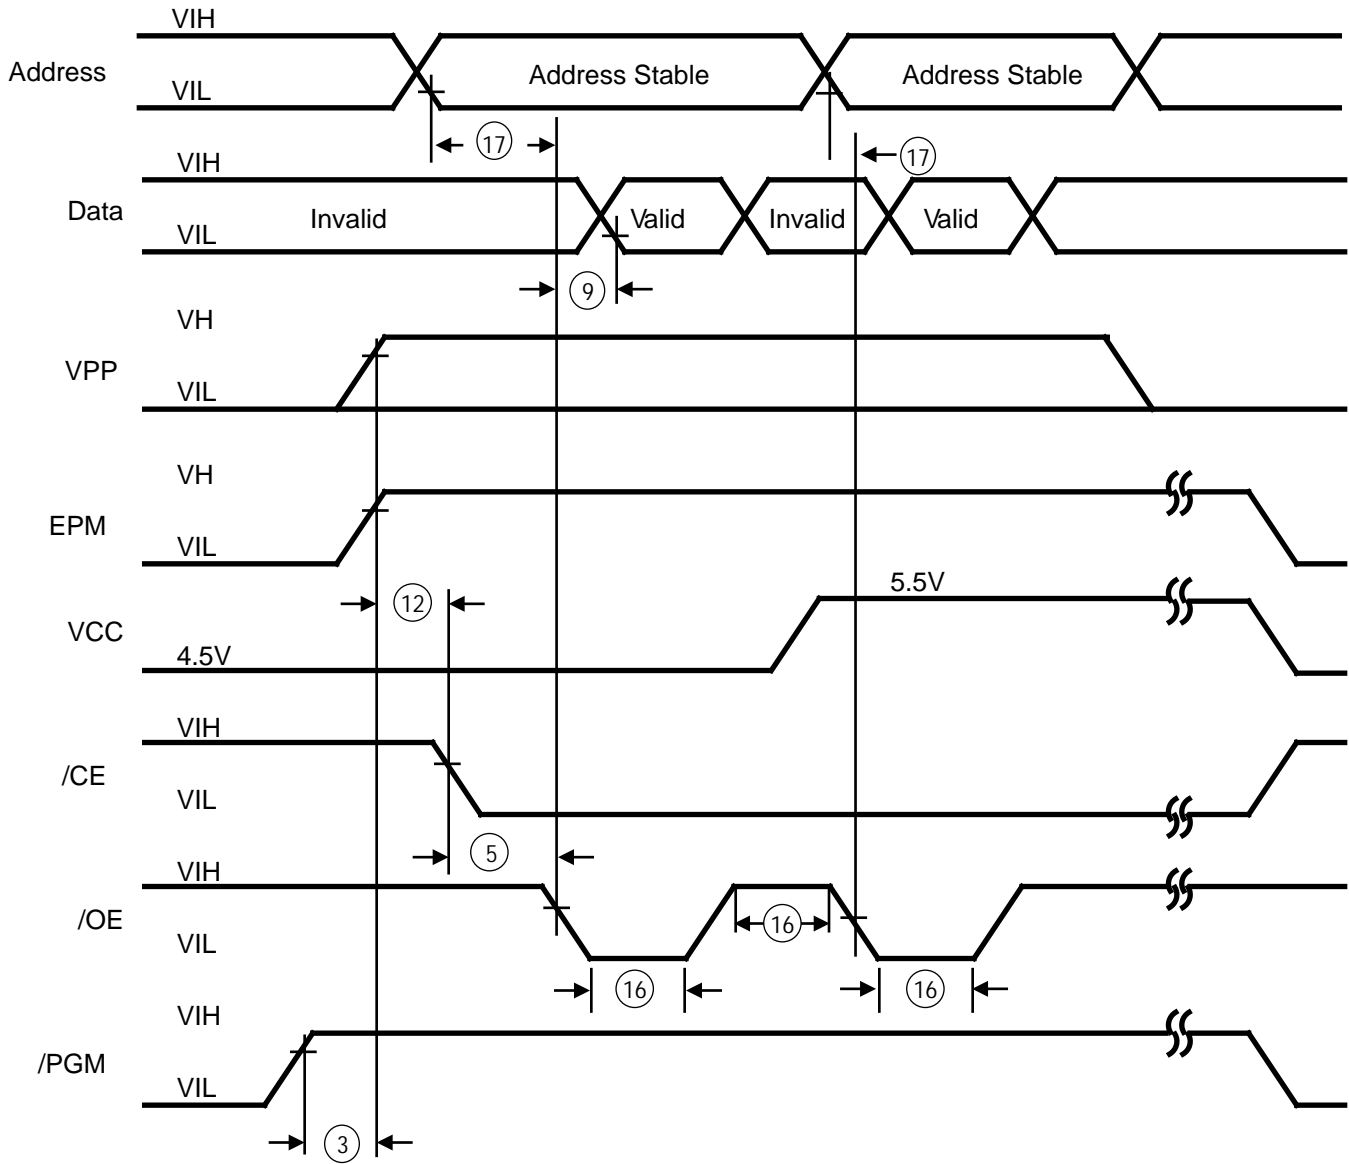 VIH
Address
VIL
Address Stable
Address Stable
17
VIH
17
Data
Invalid
Valid
Invalid
Valid
VIL
9
VH
VPP
VIL
VH
EPM
VIL
12
5.5V
VCC
4.5V
VIH
/CE
VIL
5
VIH
/OE
16
VIL
16
16
VIH
/PGM
VIL
3